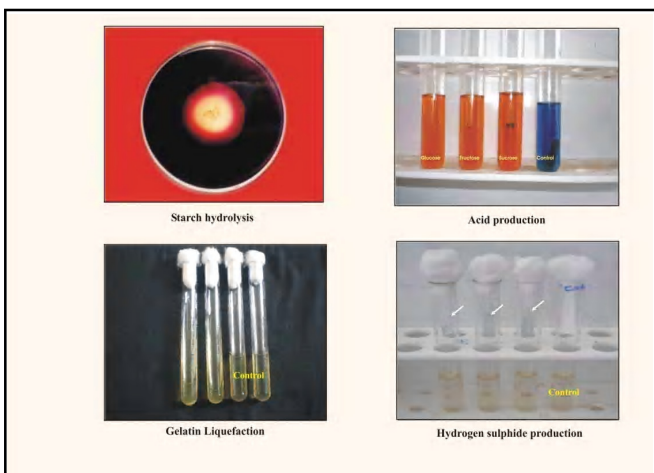 Starch hydrolysis
Glucose
Fructose
Sucrose
Control
Acid production
Control
Gelatin Liquefaction
Control
Hydrogen sulphide production